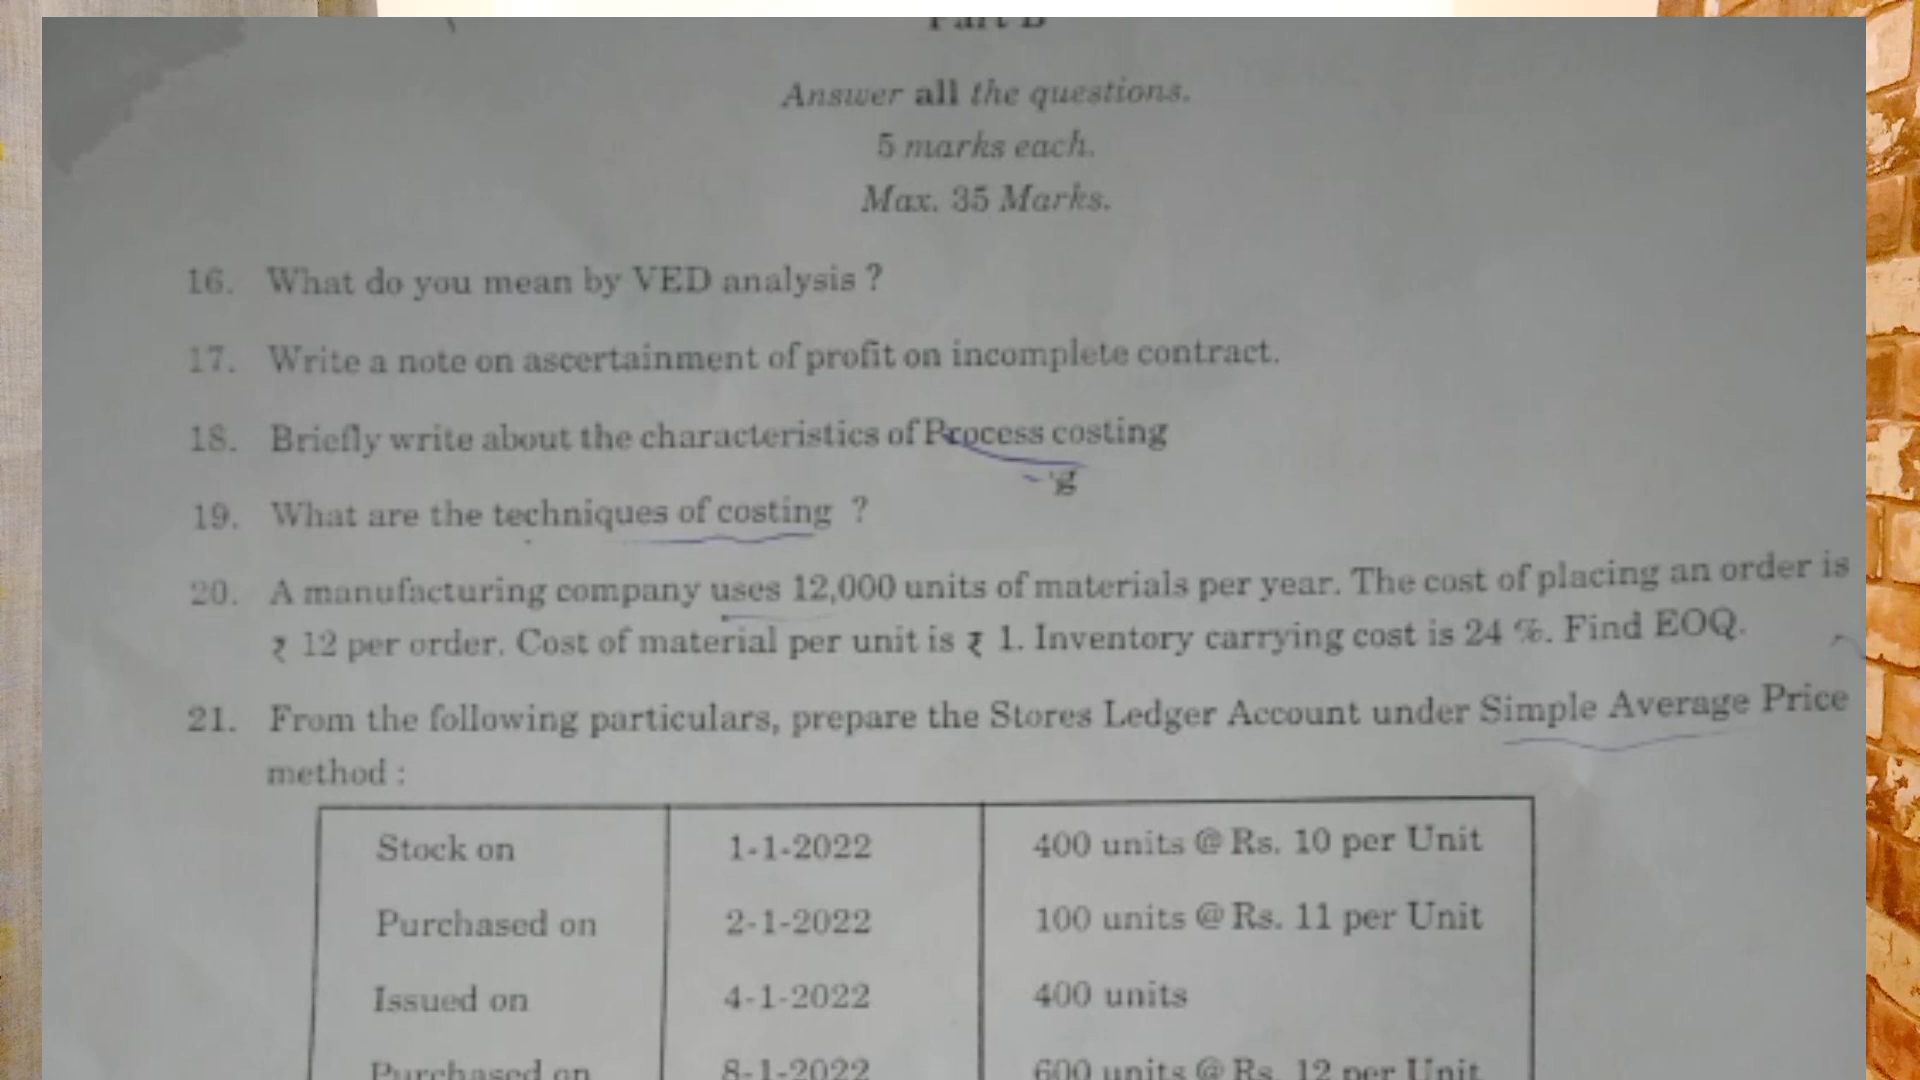 Part B
Answer all the questions.
5 marks each.
Max. 35 Marks.
16. What do you mean by VED analysis ?
17. Write a note on ascertainment of profit on incomplete contract.
18. Briefly write about the characteristics of Process costing
19. What are the techniques of costing ?
20. A manufacturing company uses 12,000 units of materials per year. The cost of placing an order is
₹ 12 per order. Cost of material per unit is ₹ 1. Inventory carrying cost is 24 %. Find EOQ.
21. From the following particulars, prepare the Stores Ledger Account under Simple Average Price
method :
Stock on 1-1-2022 400 units @ Rs. 10 per Unit
Purchased on 2-1-2022 100 units @ Rs. 11 per Unit
Issued on 4-1-2022 400 units
Purchased on 8-1-2022 600 units @ Rs. 12 per Unit